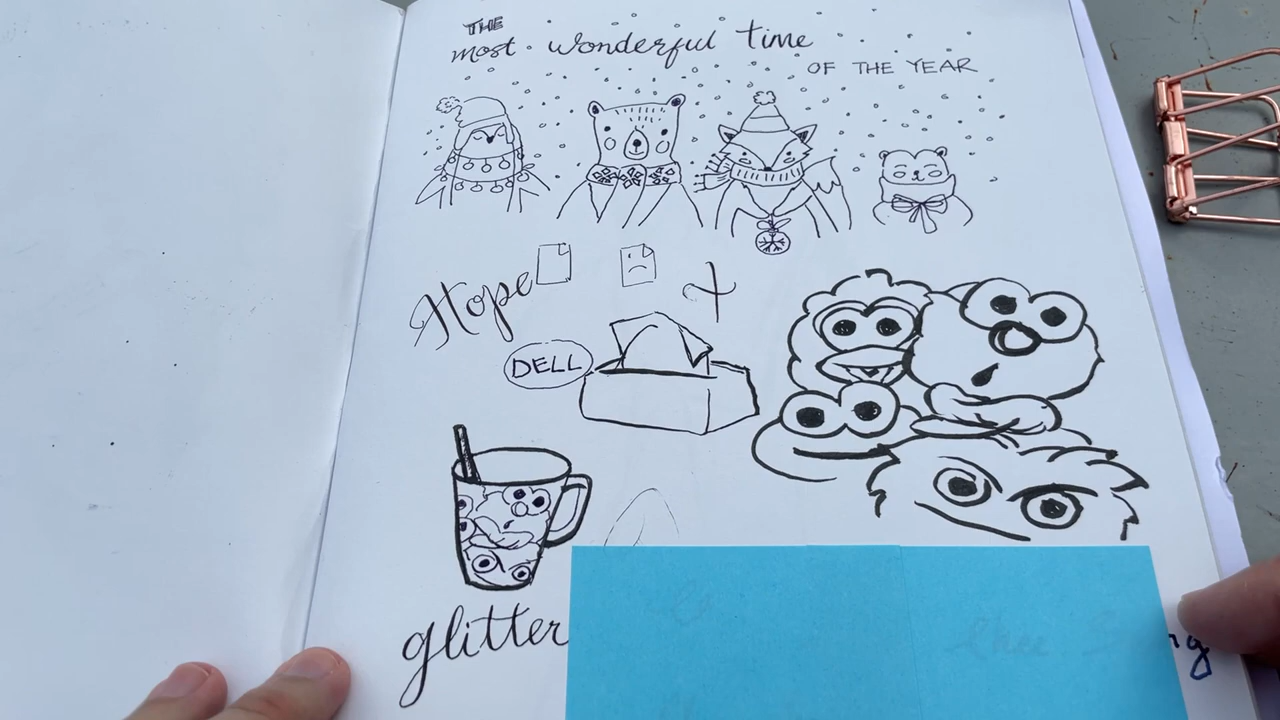 THE
most wonderful time
OF THE YEAR
Hope
DELL
glitter